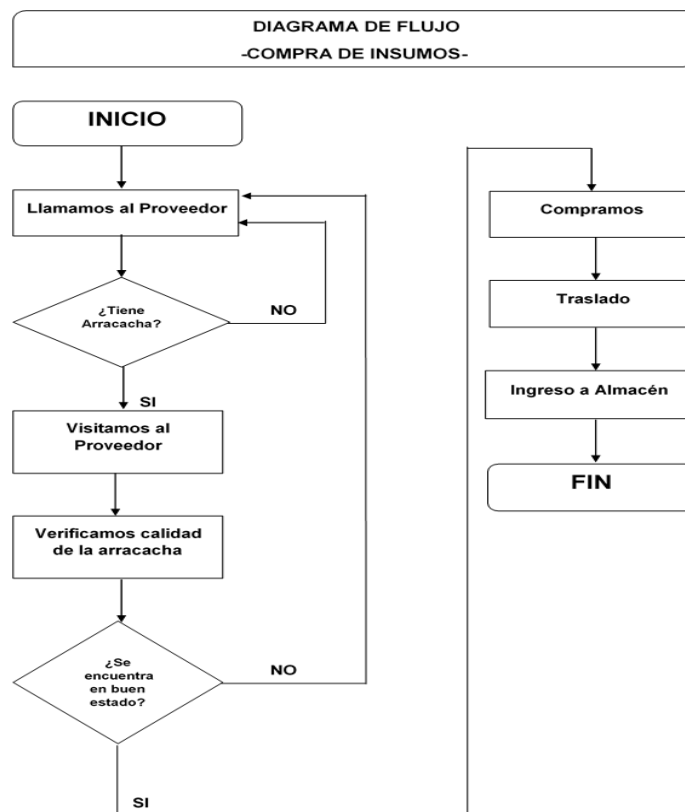 DIAGRAMA DE FLUJO
-COMPRA DE INSUMOS-
INICIO
Llamamos al Proveedor
¿Tiene
Arracacha?
NO
SI
Visitamos al
Proveedor
Verificamos calidad
de la arracacha
¿Se
encuentra
en buen
estado?
NO
SI
Compramos
Traslado
Ingreso a Almacén
FIN